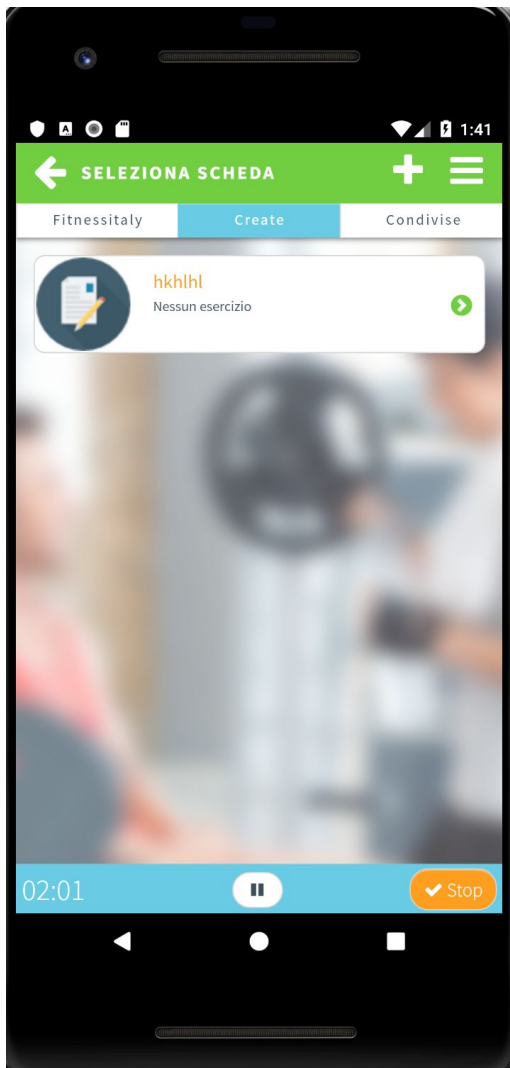 1:41
SELEZIONA SCHEDA
Fitnessitaly Create Condivise
hkhlhl
Nessun esercizio
02:01 Stop